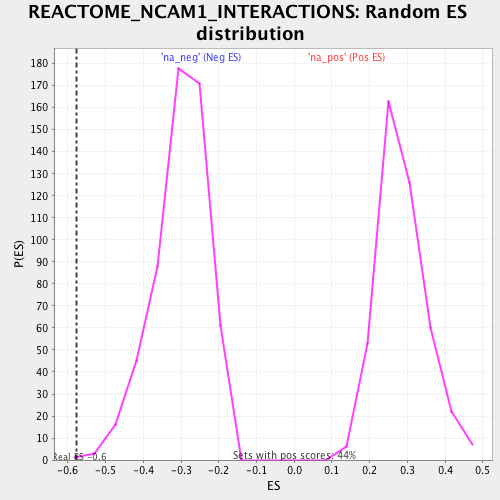 REACTOME_NCAM1_INTERACTIONS: Random ES
distribution
'na_neg' (Neg ES)
'na_pos' (Pos ES)
180
170
160
150
140
130
120
110
100
90
80
70
60
50
40
30
20
10
0
P(ES)
Real ES -0.6
Sets with pos scores: 44%
-0.6 -0.5 -0.4 -0.3 -0.2 -0.1 0.0 0.1 0.2 0.3 0.4 0.5
ES